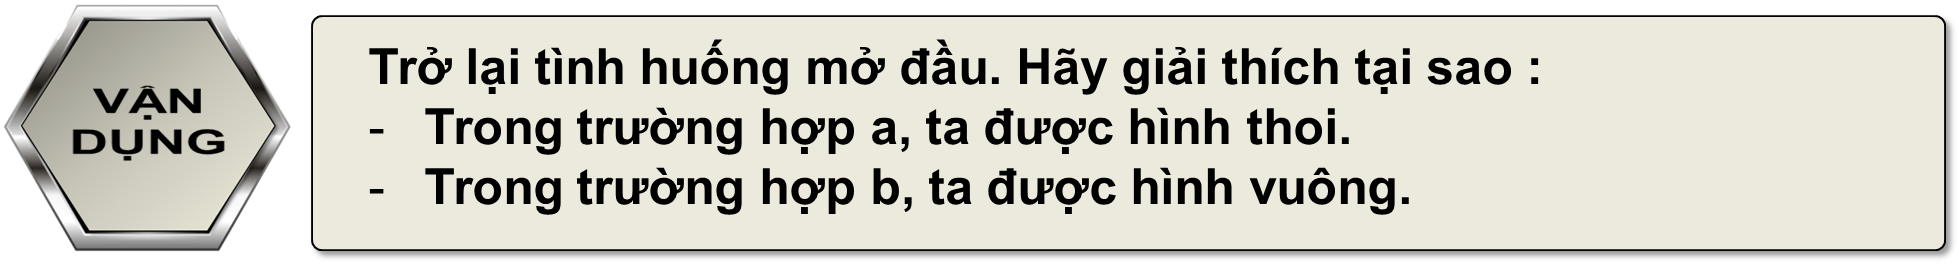 VẬN
DỤNG
Trở lại tình huống mở đầu. Hãy giải thích tại sao :
- Trong trường hợp a, ta được hình thoi.
- Trong trường hợp b, ta được hình vuông.